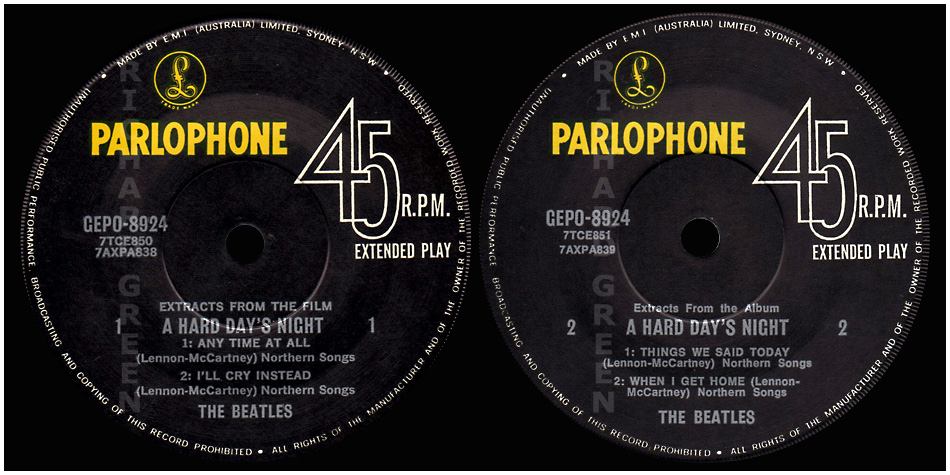 MADE BY E M I (AUSTRALIA) LIMITED, SYDNEY, N S W
UNAUTHORISED PUBLIC PERFORMANCE BROADCASTING AND COPYING OF THIS RECORD PROHIBITED • ALL RIGHTS OF THE MANUFACTURER AND OF THE OWNER OF THE RECORDED WORK RESERVED
£
TRADE MARK
PARLOPHONE
45
R.P.M.
EXTENDED PLAY
GEPO-8924
7TCE850
7AXPA838
EXTRACTS FROM THE FILM
1 A HARD DAY'S NIGHT 1
1: ANY TIME AT ALL
(Lennon-McCartney) Northern Songs
2: I'LL CRY INSTEAD
(Lennon-McCartney) Northern Songs
THE BEATLES
RICHARD GREEN
MADE BY E M I (AUSTRALIA) LIMITED, SYDNEY, N S W
UNAUTHORISED PUBLIC PERFORMANCE BROADCASTING AND COPYING OF THIS RECORD PROHIBITED • ALL RIGHTS OF THE MANUFACTURER AND OF THE OWNER OF THE RECORDED WORK RESERVED
£
TRADE MARK
PARLOPHONE
45
R.P.M.
EXTENDED PLAY
GEPO-8924
7TCE851
7AXPA839
Extracts From the Album
2 A HARD DAY'S NIGHT 2
1: THINGS WE SAID TODAY
(Lennon-McCartney) Northern Songs
2: WHEN I GET HOME (Lennon-
McCartney) Northern Songs
THE BEATLES
RICHARD GREEN